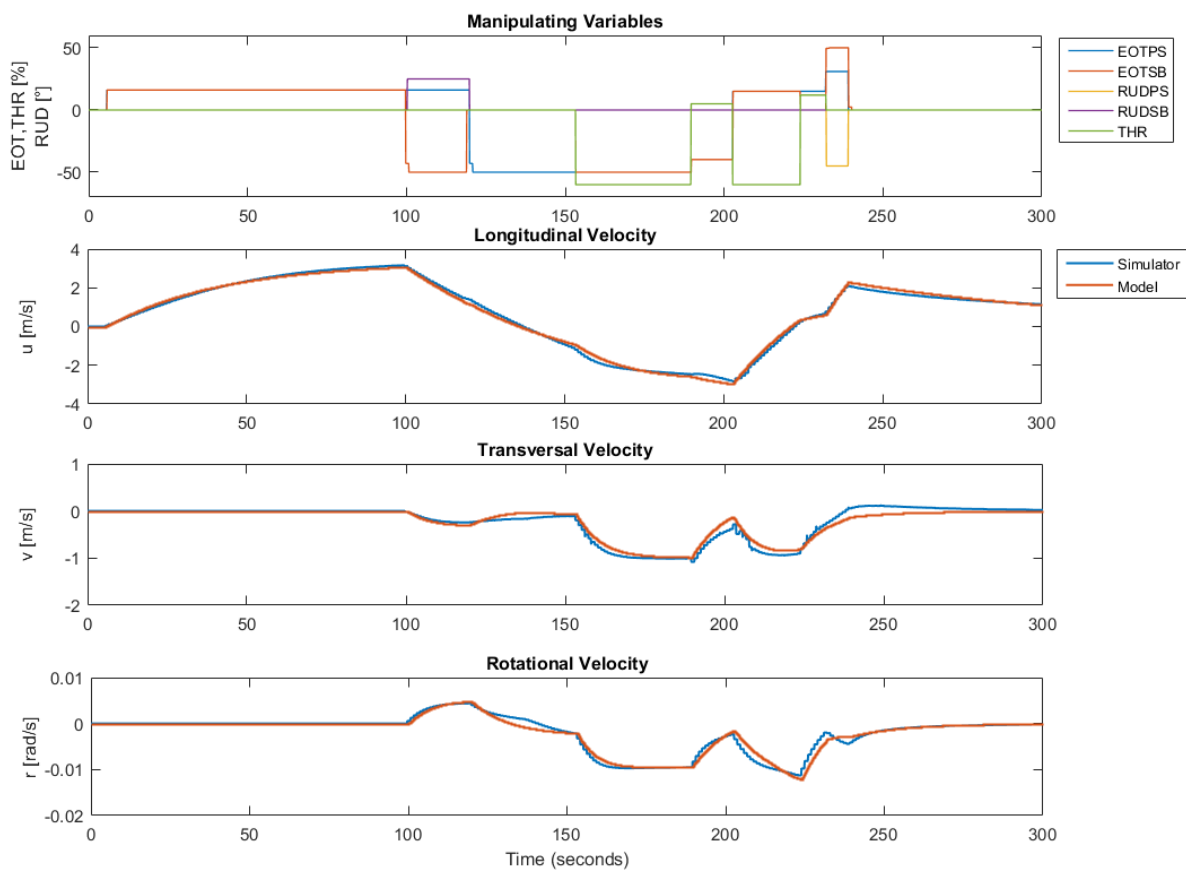 Manipulating Variables
EOT,THR [%]
RUD [°]
50
0
-50
0 50 100 150 200 250 300
EOTPS
EOTSB
RUDPS
RUDSB
THR
Longitudinal Velocity
u [m/s]
4
2
0
-2
-4
0 50 100 150 200 250 300
Simulator
Model
Transversal Velocity
v [m/s]
1
0
-1
-2
0 50 100 150 200 250 300
Rotational Velocity
r [rad/s]
0.01
0
-0.01
-0.02
0 50 100 150 200 250 300
Time (seconds)